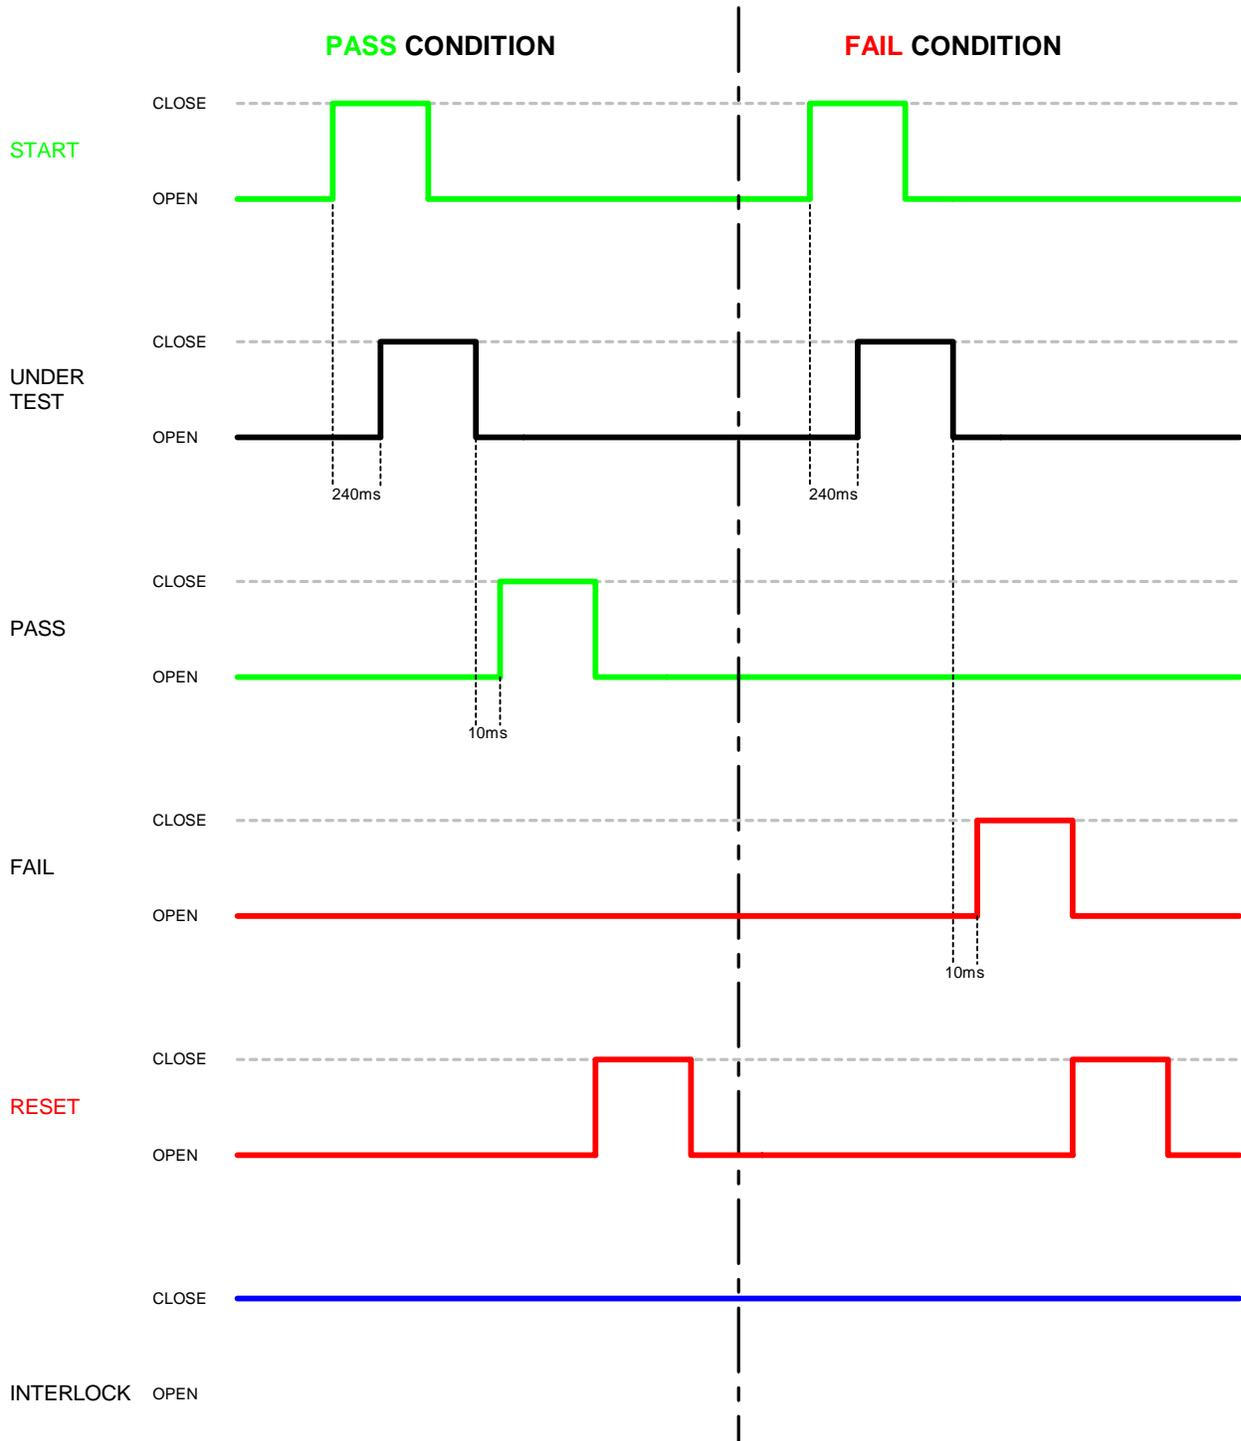 PASS CONDITION
FAIL CONDITION
CLOSE
START
OPEN
CLOSE
UNDER
TEST
OPEN
240ms
240ms
CLOSE
PASS
OPEN
10ms
CLOSE
FAIL
OPEN
10ms
CLOSE
RESET
OPEN
CLOSE
INTERLOCK OPEN